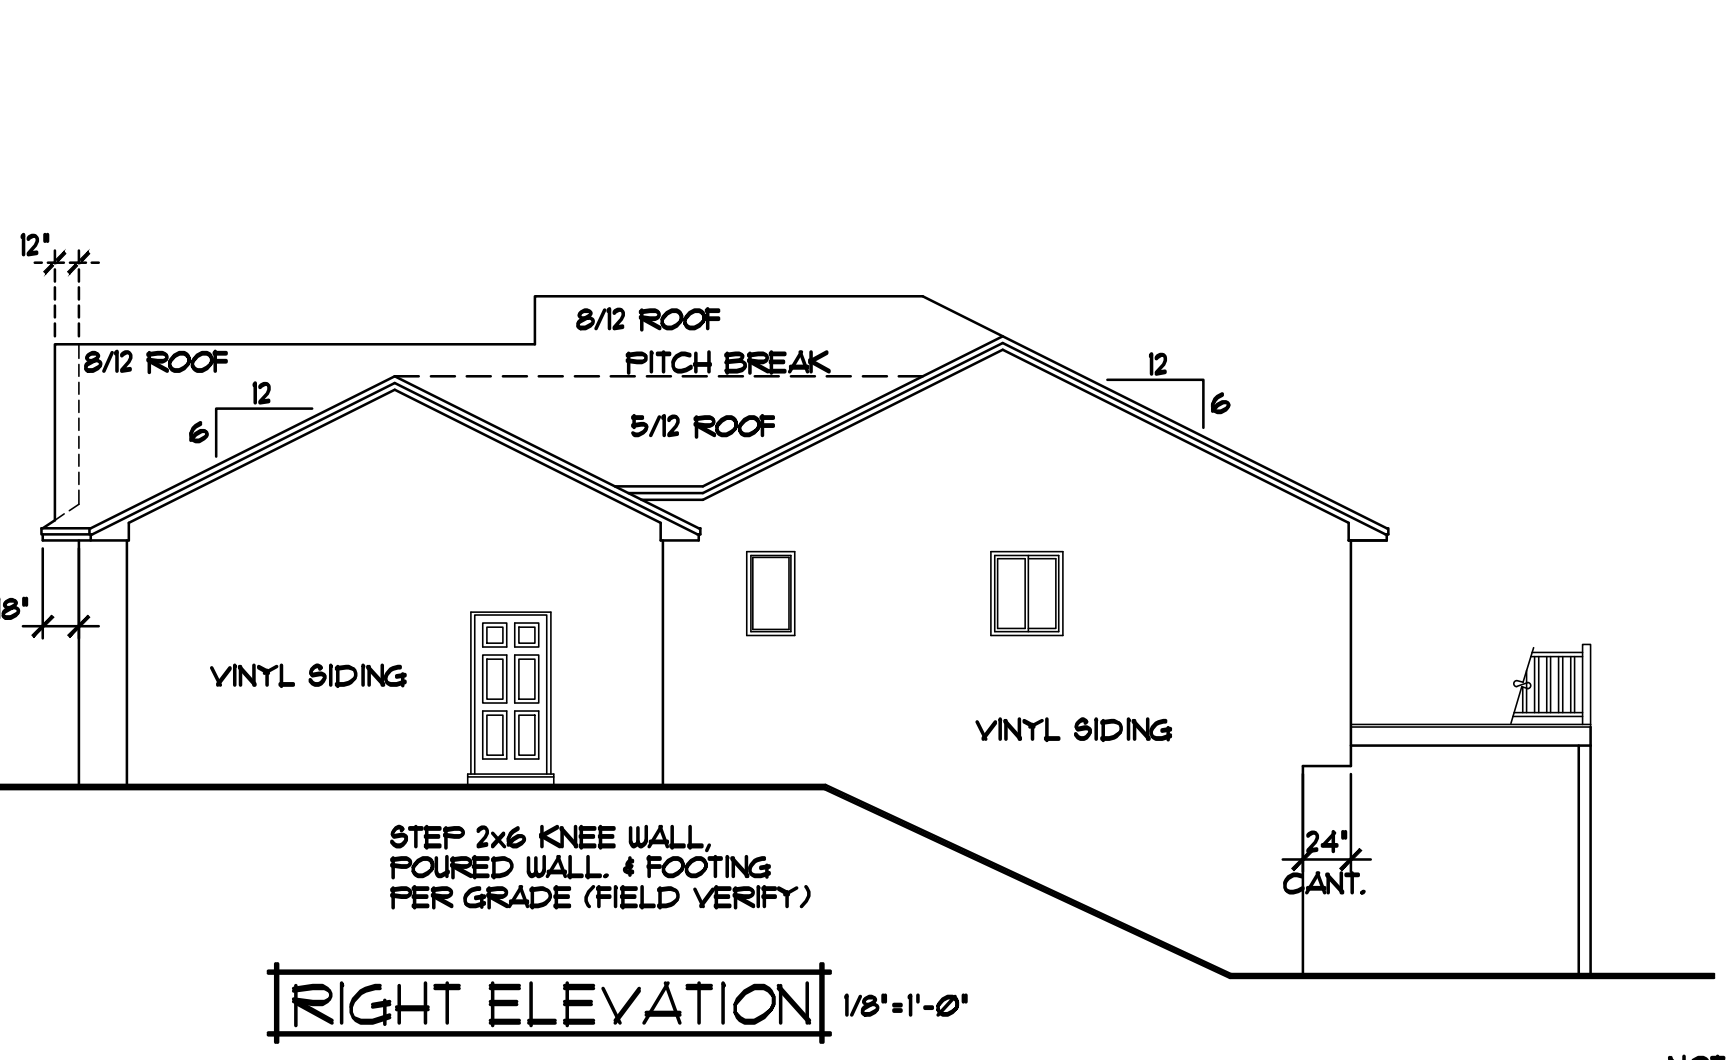 12"
8/12 ROOF
8/12 ROOF
PITCH BREAK
12
12
6
6
5/12 ROOF
8"
VINYL SIDING
VINYL SIDING
STEP 2x6 KNEE WALL,
POURED WALL. & FOOTING
PER GRADE (FIELD VERIFY)
24"
CANT.
RIGHT ELEVATION
1/8"=1'-0"